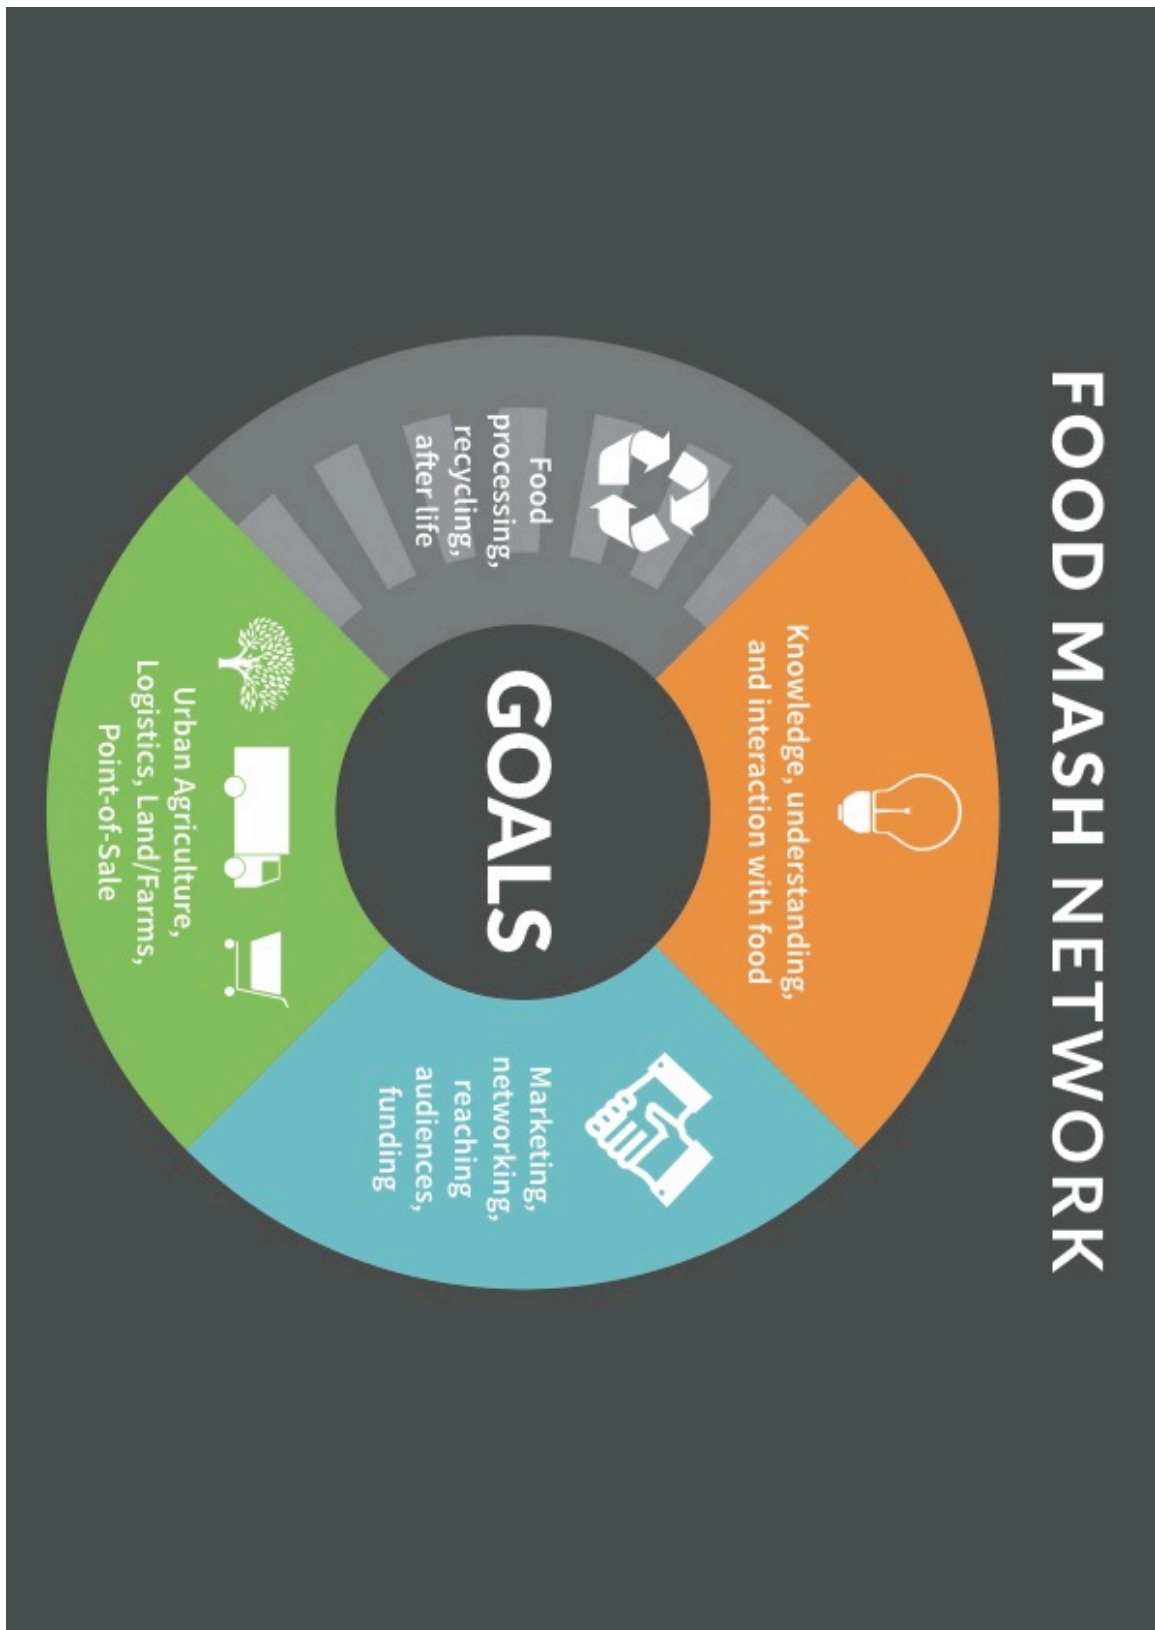 FOOD MASH NETWORK
Knowledge, understanding,
and interaction with food
Food
processing,
recycling,
after life
GOALS
Marketing,
networking,
reaching
audiences,
funding
Urban Agriculture,
Logistics, Land/Farms,
Point-of-Sale